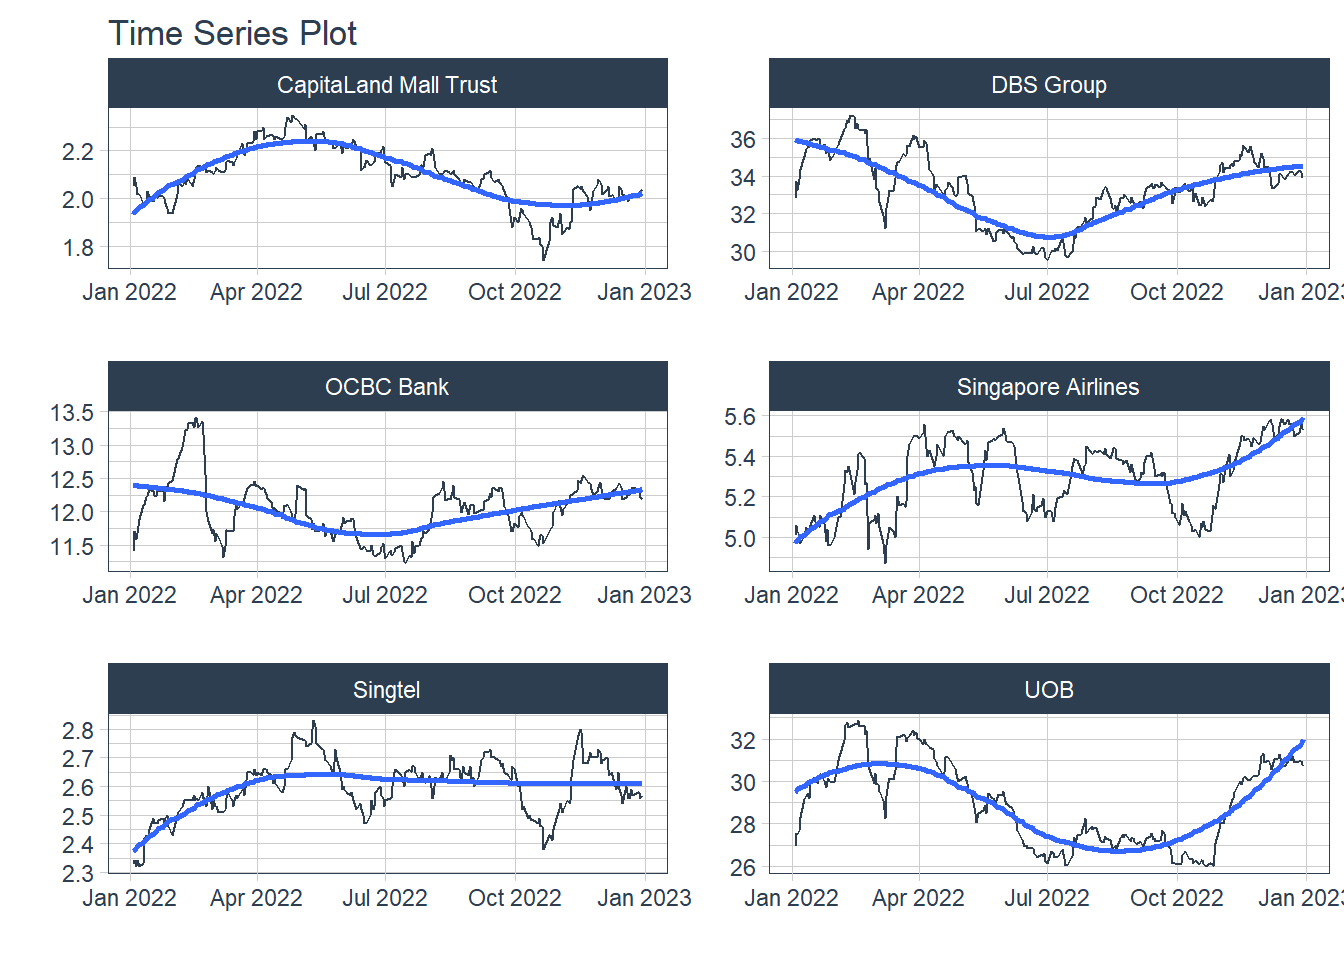 Time Series Plot
CapitaLand Mall Trust
2.2
2.0
1.8
Jan 2022 Apr 2022 Jul 2022 Oct 2022 Jan 2023
DBS Group
36
34
32
30
Jan 2022 Apr 2022 Jul 2022 Oct 2022 Jan 202
OCBC Bank
13.5
13.0
12.5
12.0
11.5
Jan 2022 Apr 2022 Jul 2022 Oct 2022 Jan 2023
Singapore Airlines
5.6
5.4
5.2
5.0
Jan 2022 Apr 2022 Jul 2022 Oct 2022 Jan 202
Singtel
2.8
2.7
2.6
2.5
2.4
2.3
Jan 2022 Apr 2022 Jul 2022 Oct 2022 Jan 2023
UOB
32
30
28
26
Jan 2022 Apr 2022 Jul 2022 Oct 2022 Jan 202